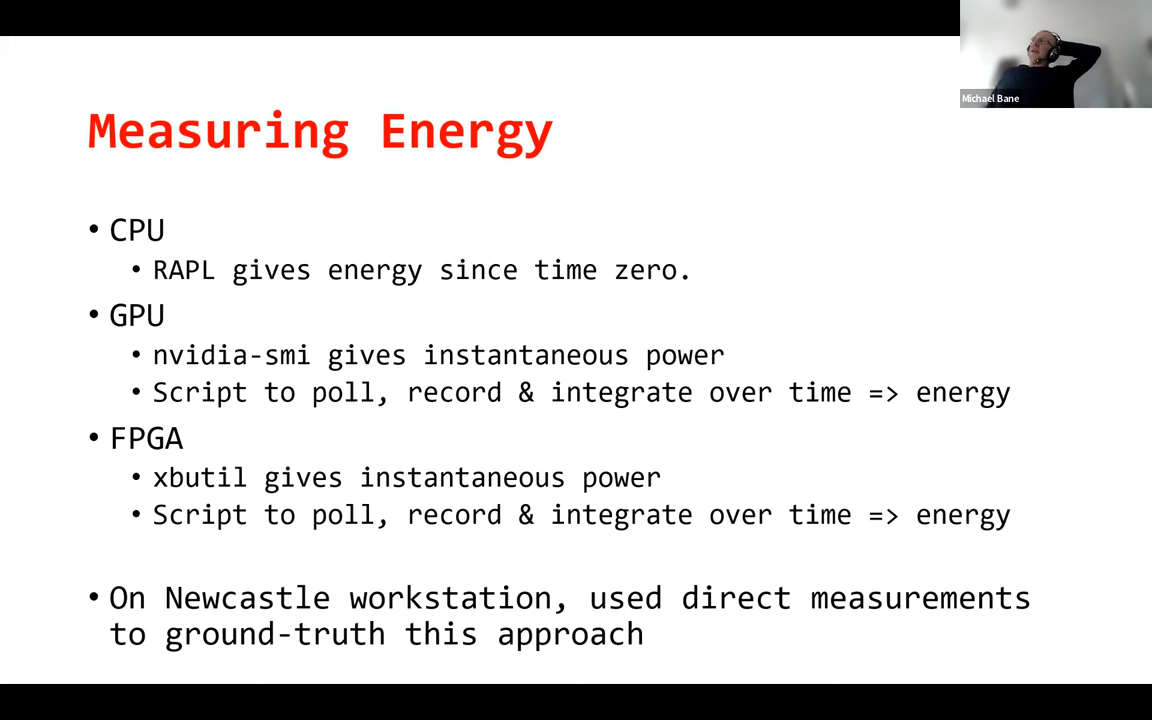 Michael Bane
Measuring Energy
• CPU
• RAPL gives energy since time zero.
• GPU
• nvidia-smi gives instantaneous power
• Script to poll, record & integrate over time => energy
• FPGA
• xbutil gives instantaneous power
• Script to poll, record & integrate over time => energy
• On Newcastle workstation, used direct measurements
to ground-truth this approach